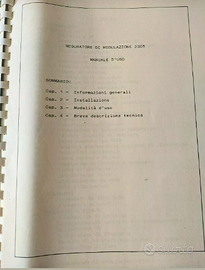 MISURATORE DI MODULAZIONE 2005
MANUALE D'USO
SOMMARIO:
Cap. 1 - Informazioni generali
Cap. 2 - Installazione
Cap. 3 - Modalità d'uso
Cap. 4 - Breve descrizione tecnica
subito